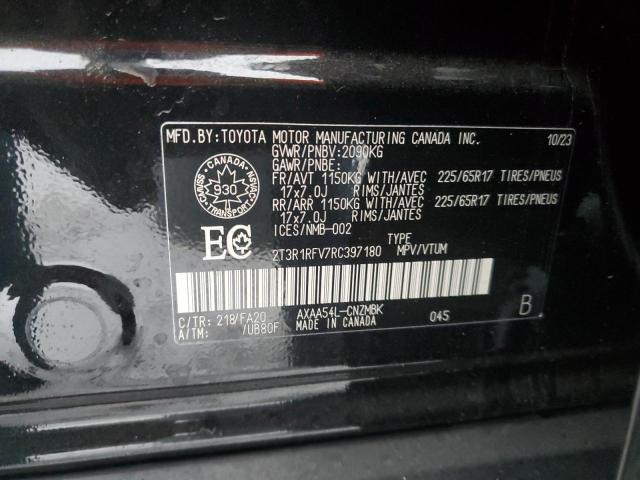 MFD.BY:TOYOTA MOTOR MANUFACTURING CANADA INC. 10/23
GVWR/PNBV:2090KG
GAWR/PNBE:
FR/AVT 1150KG WITH/AVEC 225/65R17 TIRES/PNEUS
17x7.0J RIMS/JANTES
RR/ARR 1150KG WITH/AVEC 225/65R17 TIRES/PNEUS
17x7.0J RIMS/JANTES
ICES/NMB-002
CANADA
930
TRANSPORT
EC
TYPE
2T3R1RFV7RC397180 MPV/VTUM
C/TR: 218/FA20 AXAA54L-CNZMBK 04S B
A/TM: /UB80F MADE IN CANADA